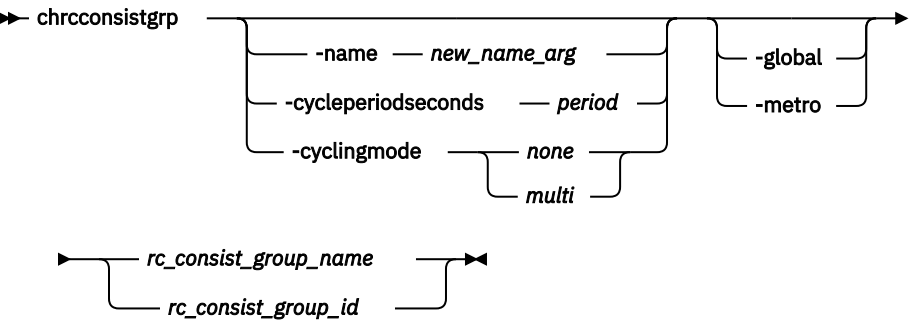 chrcconsistgrp
-name new_name_arg
-global
-cycleperiodseconds period
-metro
-cyclingmode none
multi
rc_consist_group_name
rc_consist_group_id